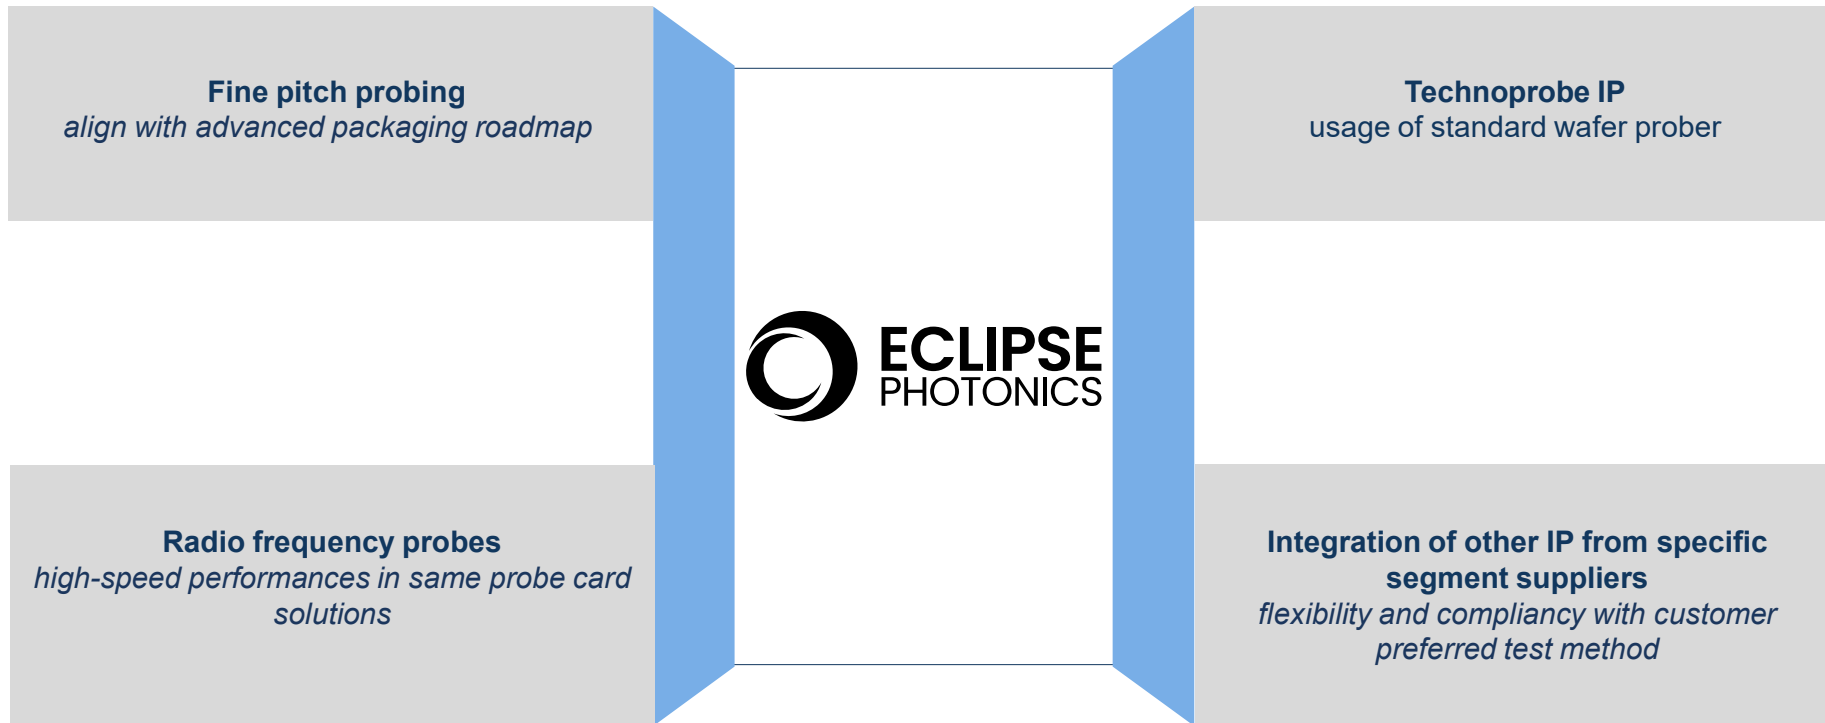 Fine pitch probing
align with advanced packaging roadmap
Technoprobe IP
usage of standard wafer prober
ECLIPSE
PHOTONICS
Radio frequency probes
high-speed performances in same probe card
solutions
Integration of other IP from specific
segment suppliers
flexibility and compliancy with customer
preferred test method